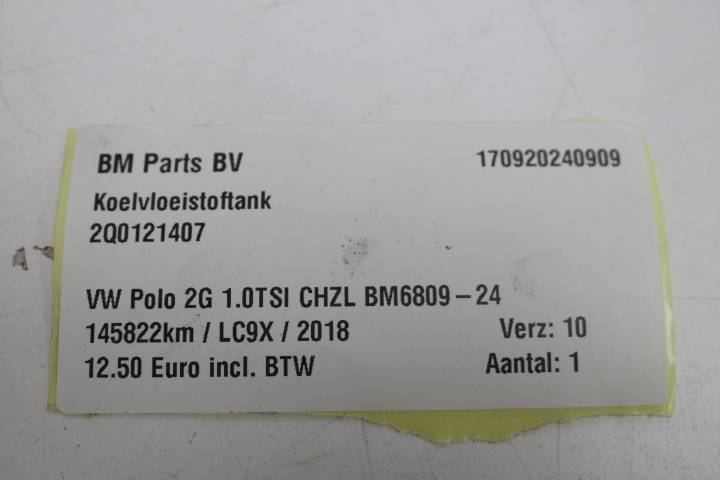 BM Parts BV 170920240909
Koelvloeistoftank
2Q0121407
VW Polo 2G 1.0TSI CHZL BM6809-24
145822km / LC9X / 2018 Verz: 10
12.50 Euro incl. BTW Aantal: 1